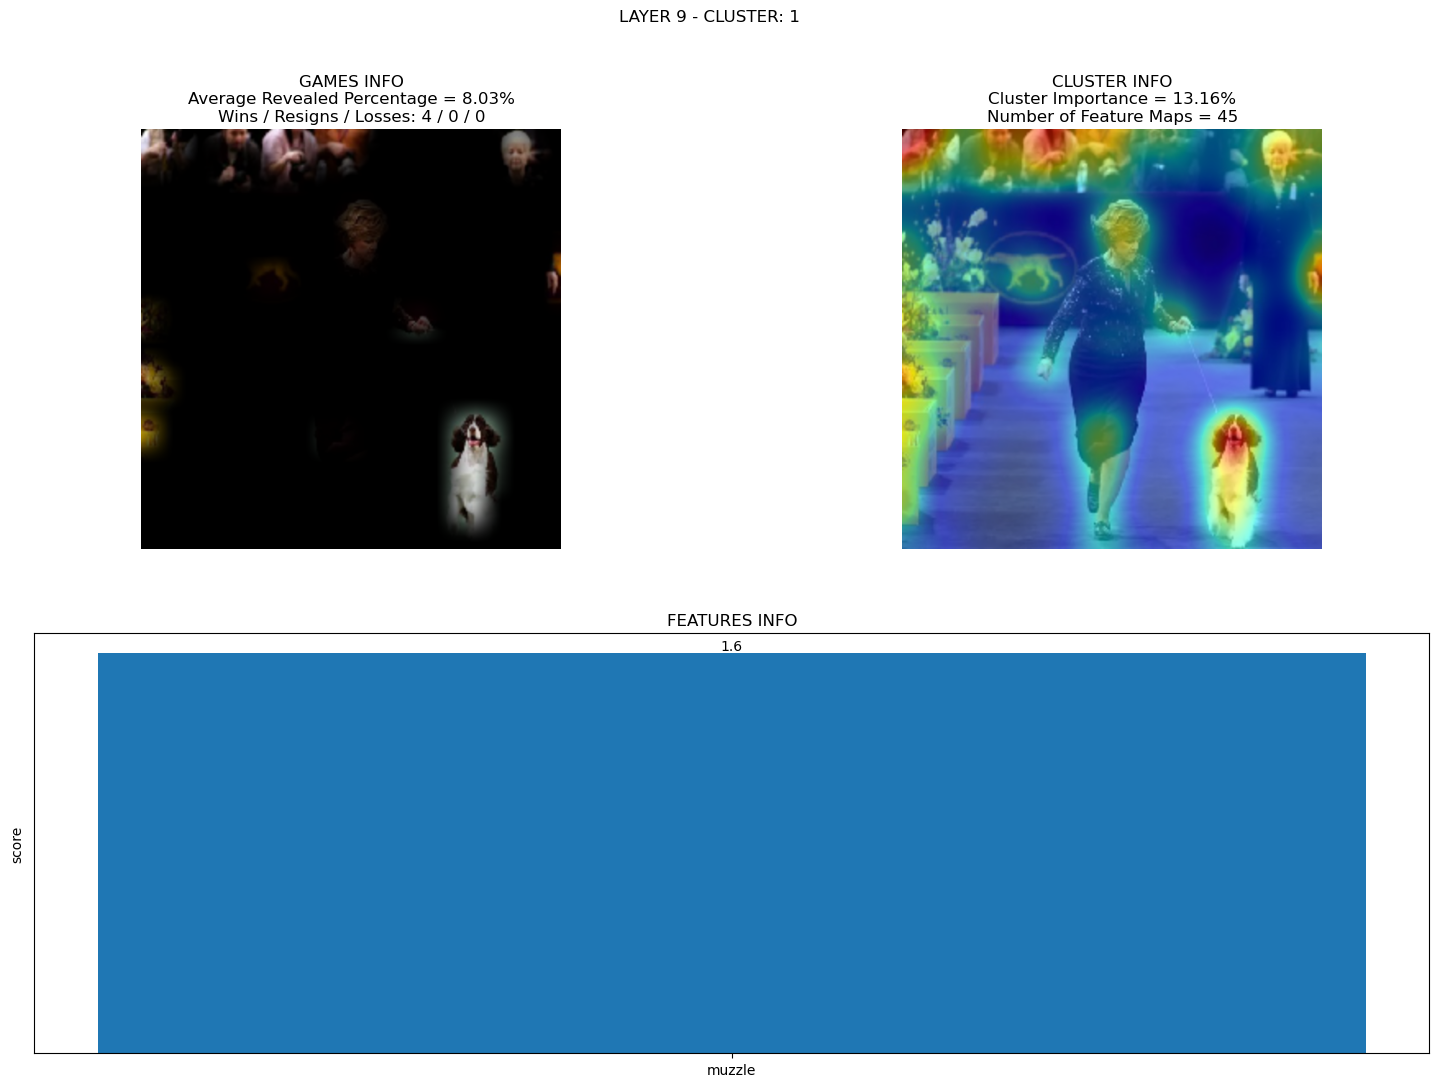 LAYER 9 - CLUSTER: 1
GAMES INFO
Average Revealed Percentage = 8.03%
Wins / Resigns / Losses: 4 / 0 / 0
CLUSTER INFO
Cluster Importance = 13.16%
Number of Feature Maps = 45
FEATURES INFO
1.6
score
muzzle